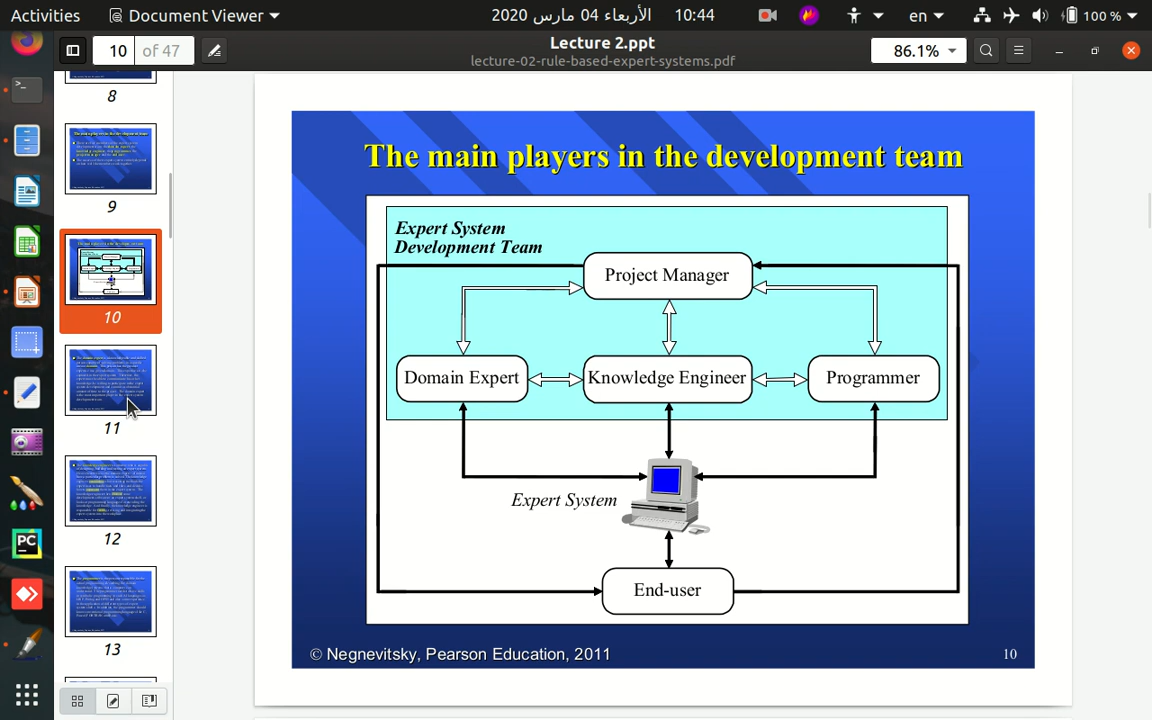 Activities
Document Viewer
الأربعاء 04 مارس 2020
10:44
en
100 %
10 of 47
Lecture 2.ppt
lecture-02-rule-based-expert-systems.pdf
86.1%
8
9
10
11
12
13
PC
The main players in the development team
Expert System
Development Team
Project Manager
Domain Expert
Knowledge Engineer
Programmer
Expert System
End-user
© Negnevitsky, Pearson Education, 2011
10